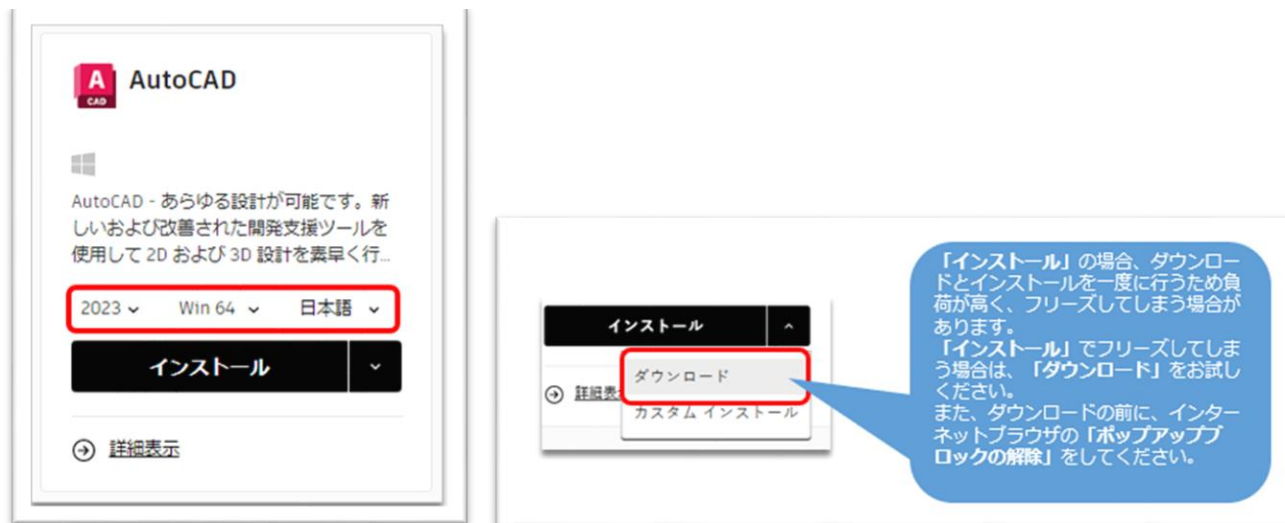 A
CAD
AutoCAD
AutoCAD - あらゆる設計が可能です。新
しいおよび改善された開発支援ツールを
使用して 2D および 3D 設計を素早く行...
2023 Win 64 日本語
インストール
詳細表示
インストール
ダウンロード
詳細表
カスタム インストール
「インストール」の場合、ダウンロー
ドとインストールを一度に行うため負
荷が高く、フリーズしてしまう場合が
あります。
「インストール」でフリーズしてしま
う場合は、「ダウンロード」をお試し
ください。
また、ダウンロードの前に、インター
ネットブラウザの「ポップアップブ
ロックの解除」をしてください。